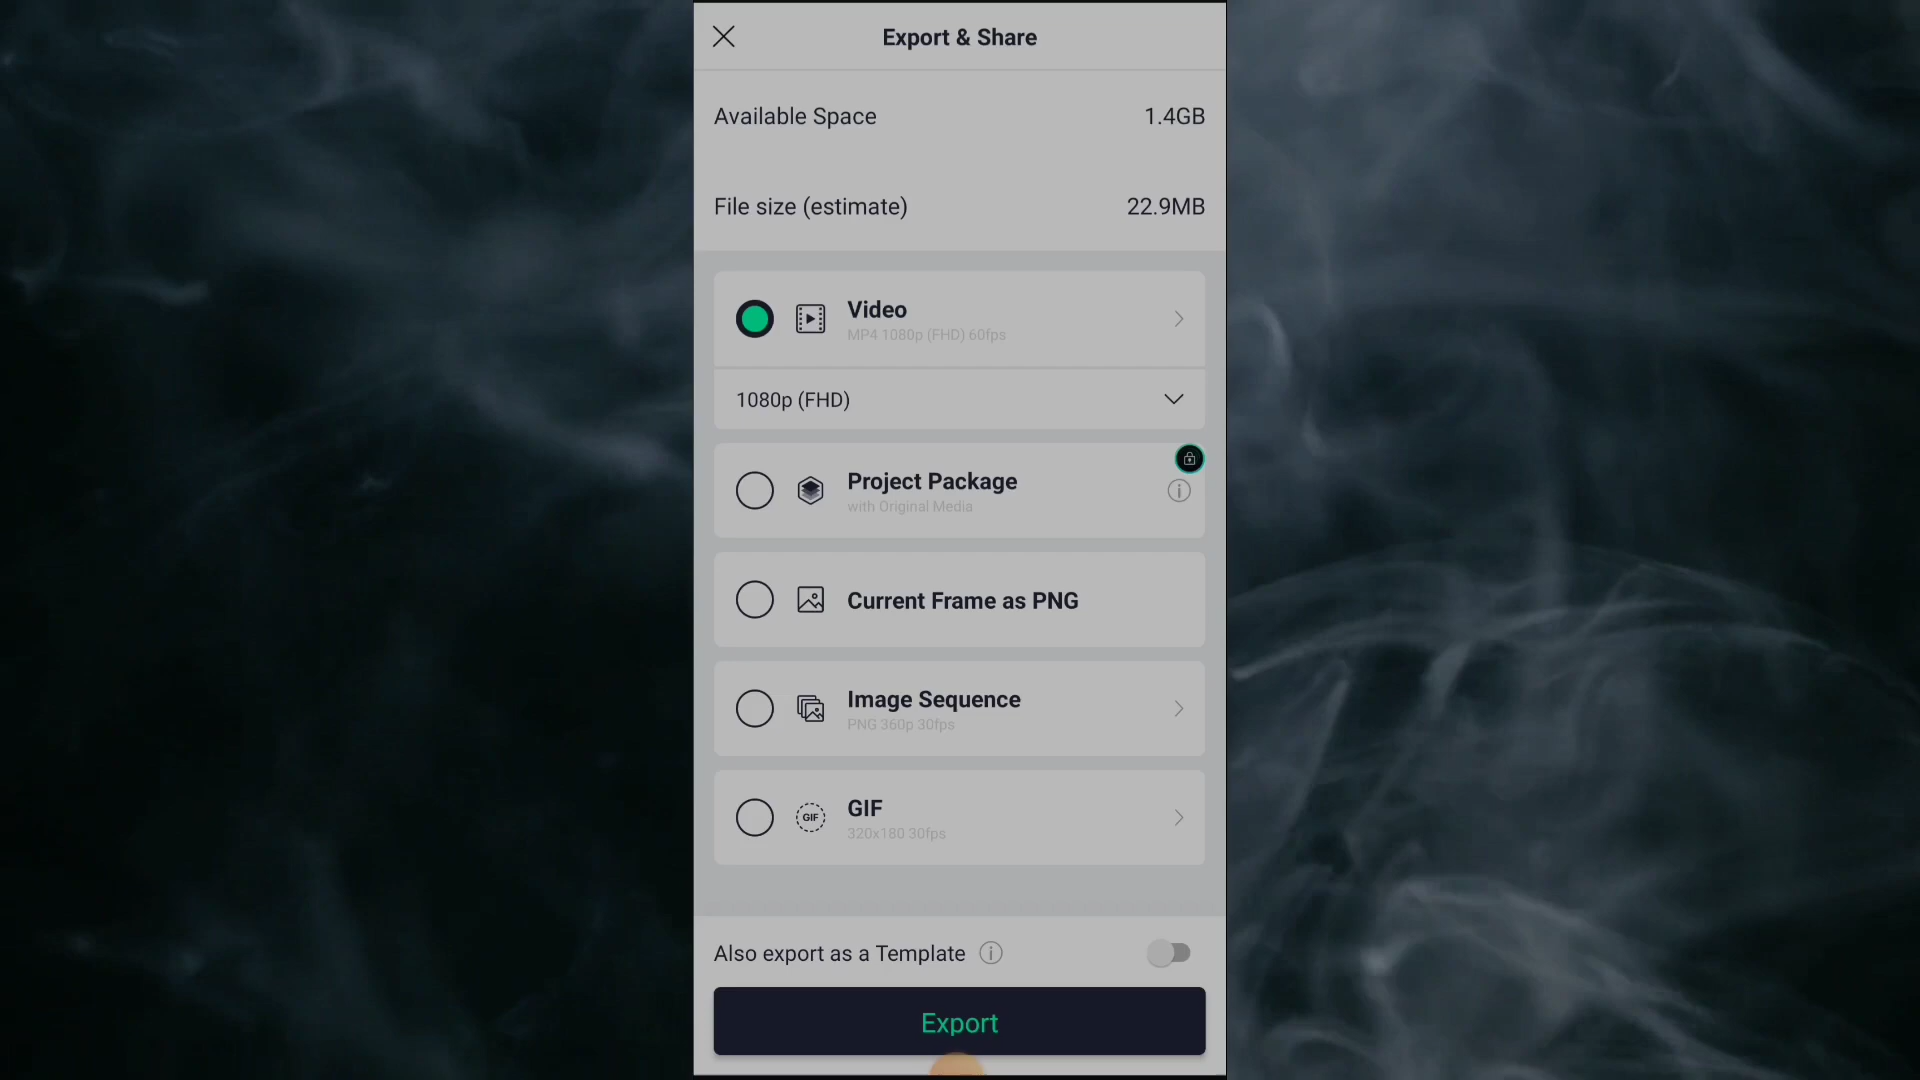 Export & Share
Available Space 1.4GB
File size (estimate) 22.9MB
Video
MP4 1080p (FHD) 60fps
1080p (FHD)
Project Package
with Original Media
Current Frame as PNG
Image Sequence
PNG 360p 30fps
GIF
GIF
320x180 30fps
Also export as a Template
Export